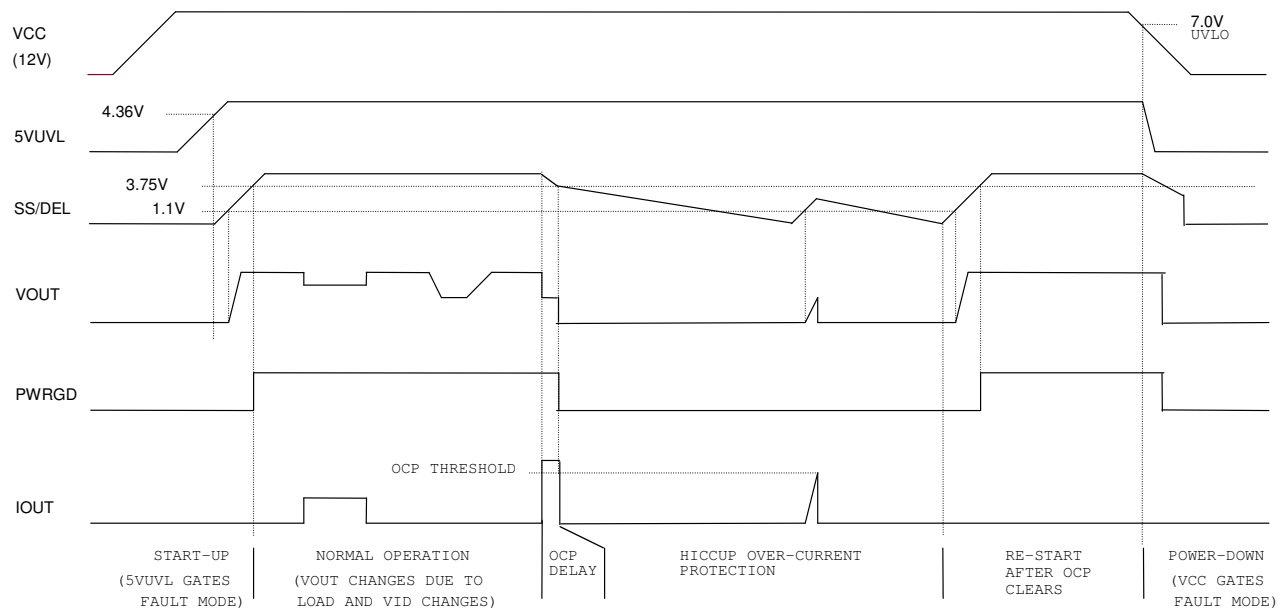 VCC
(12V)
7.0V
UVLO
4.36V
5VUVL
3.75V
SS/DEL
1.1V
VOUT
PWRGD
OCP THRESHOLD
IOUT
START-UP
(5VUVL GATES
FAULT MODE)
NORMAL OPERATION
(VOUT CHANGES DUE TO
LOAD AND VID CHANGES)
OCP
DELAY
HICCUP OVER-CURRENT
PROTECTION
RE-START
AFTER OCP
CLEARS
POWER-DOWN
(VCC GATES
FAULT MODE)